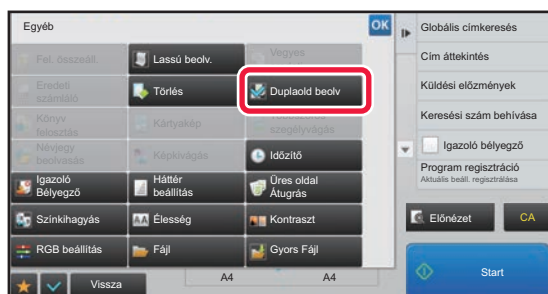 Egyéb
OK
Fel. összeáll.
Lassú beolv.
Vegyes
Eredeti
számláló
Törlés
Duplaold beolv
Könyv
felosztás
Kártyakép
szegélyvágás
Névjegy
beolvasás
Képkivágás
Időzítő
Igazoló
Bélyegző
Háttér
beállítás
Üres oldal
Átugrás
Színkihagyás
AA Élesség
Kontraszt
RGB beállítás
Fájl
Gyors Fájl
Vissza
A4
A4
Globális címkeresés
Cím áttekintés
Küldési előzmények
Keresési szám behívása
Igazoló bélyegző
Program regisztráció
Aktuális beáll. regisztrálása
Előnézet
CA
Start